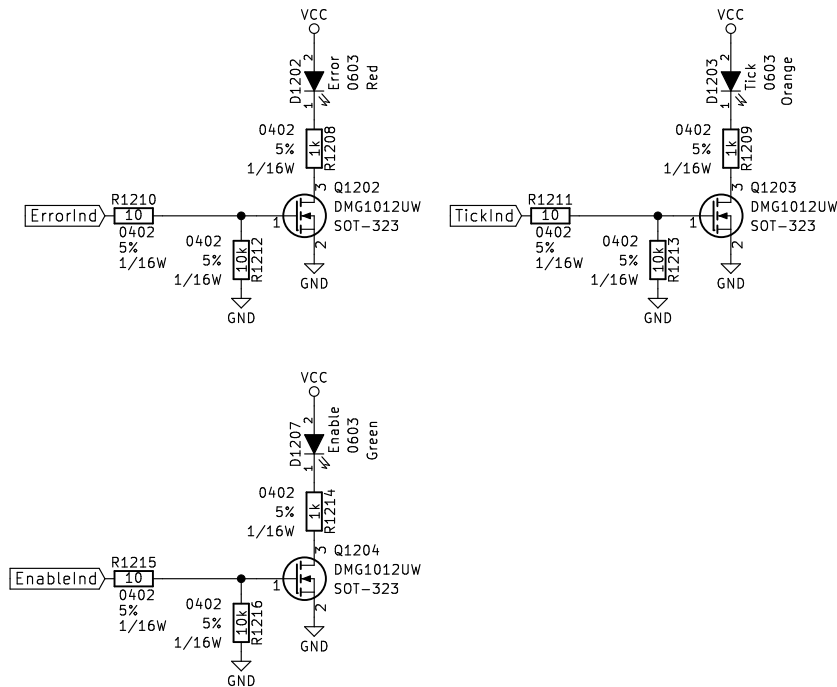 VCC
2
D1202
Error
0603
Red
1
0402
5%
1/16W
1k
R1208
3
Q1202
DMG1012UW
SOT-323
ErrorInd
R1210
10
0402
5%
1/16W
1
2
0402
5%
1/16W
10k
R1212
GND
GND
VCC
2
D1203
Tick
0603
Orange
1
0402
5%
1/16W
1k
R1209
3
Q1203
DMG1012UW
SOT-323
TickInd
R1211
10
0402
5%
1/16W
1
2
0402
5%
1/16W
10k
R1213
GND
GND
VCC
2
D1207
Enable
0603
Green
1
0402
5%
1/16W
1k
R1214
3
Q1204
DMG1012UW
SOT-323
EnableInd
R1215
10
0402
5%
1/16W
1
2
0402
5%
1/16W
10k
R1216
GND
GND